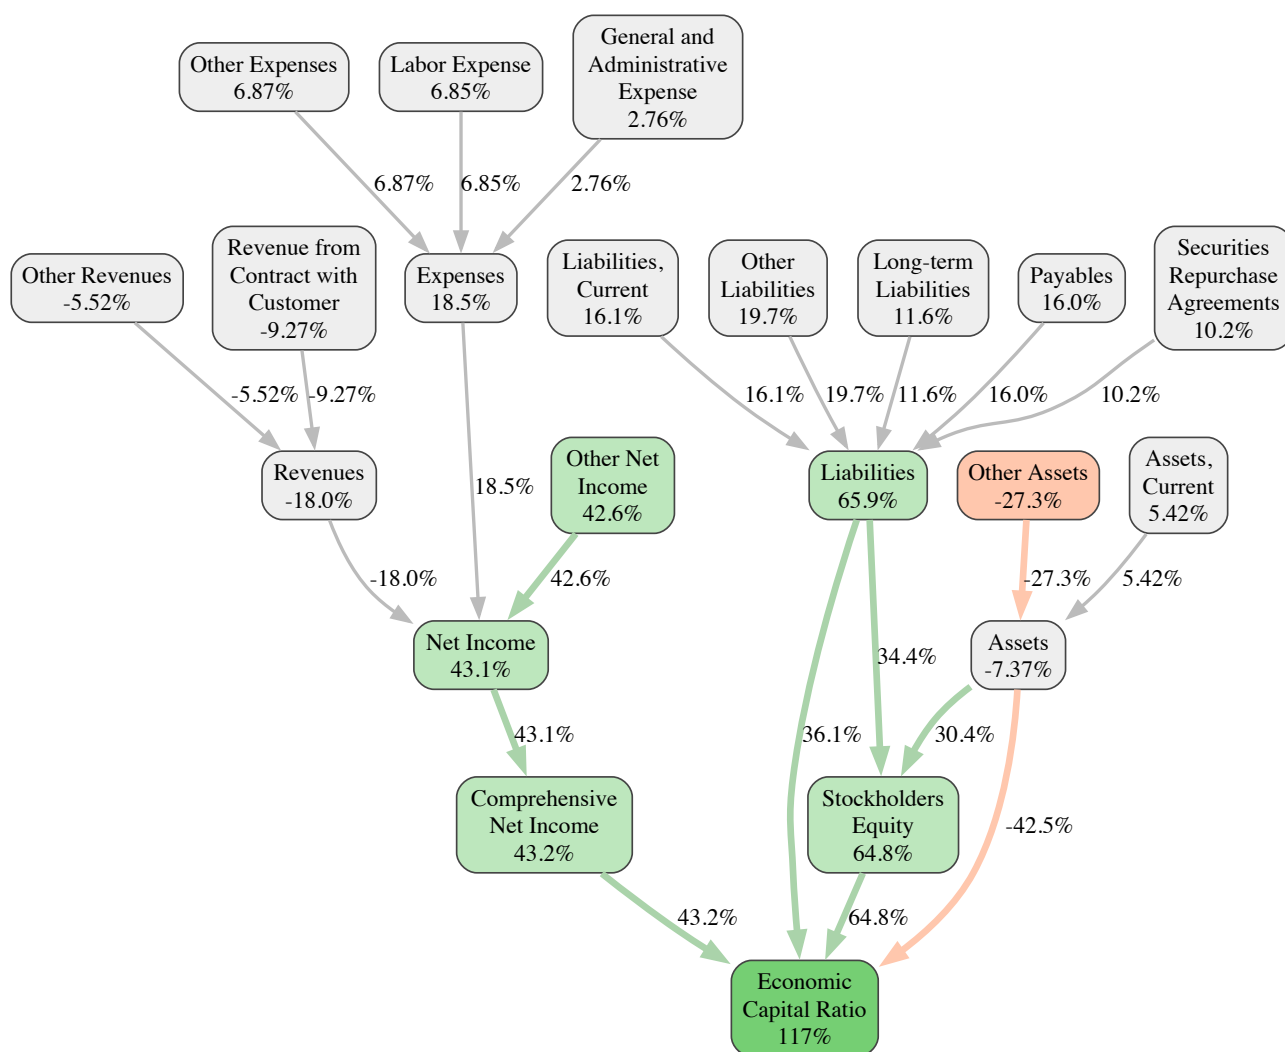 Other Expenses
6.87%
Labor Expense
6.85%
General and
Administrative
Expense
2.76%
6.87%
6.85%
2.76%
Other Revenues
-5.52%
Revenue from
Contract with
Customer
-9.27%
Expenses
18.5%
Liabilities,
Current
16.1%
Other
Liabilities
19.7%
Long-term
Liabilities
11.6%
Payables
16.0%
Securities
Repurchase
Agreements
10.2%
-5.52%
-9.27%
16.1%
19.7%
11.6%
16.0%
10.2%
Revenues
-18.0%
18.5%
Other Net
Income
42.6%
Liabilities
65.9%
Other Assets
-27.3%
Assets,
Current
5.42%
-18.0%
42.6%
-27.3%
5.42%
Net Income
43.1%
34.4%
Assets
-7.37%
43.1%
36.1%
30.4%
Comprehensive
Net Income
43.2%
Stockholders
Equity
64.8%
-42.5%
43.2%
64.8%
Economic
Capital Ratio
117%